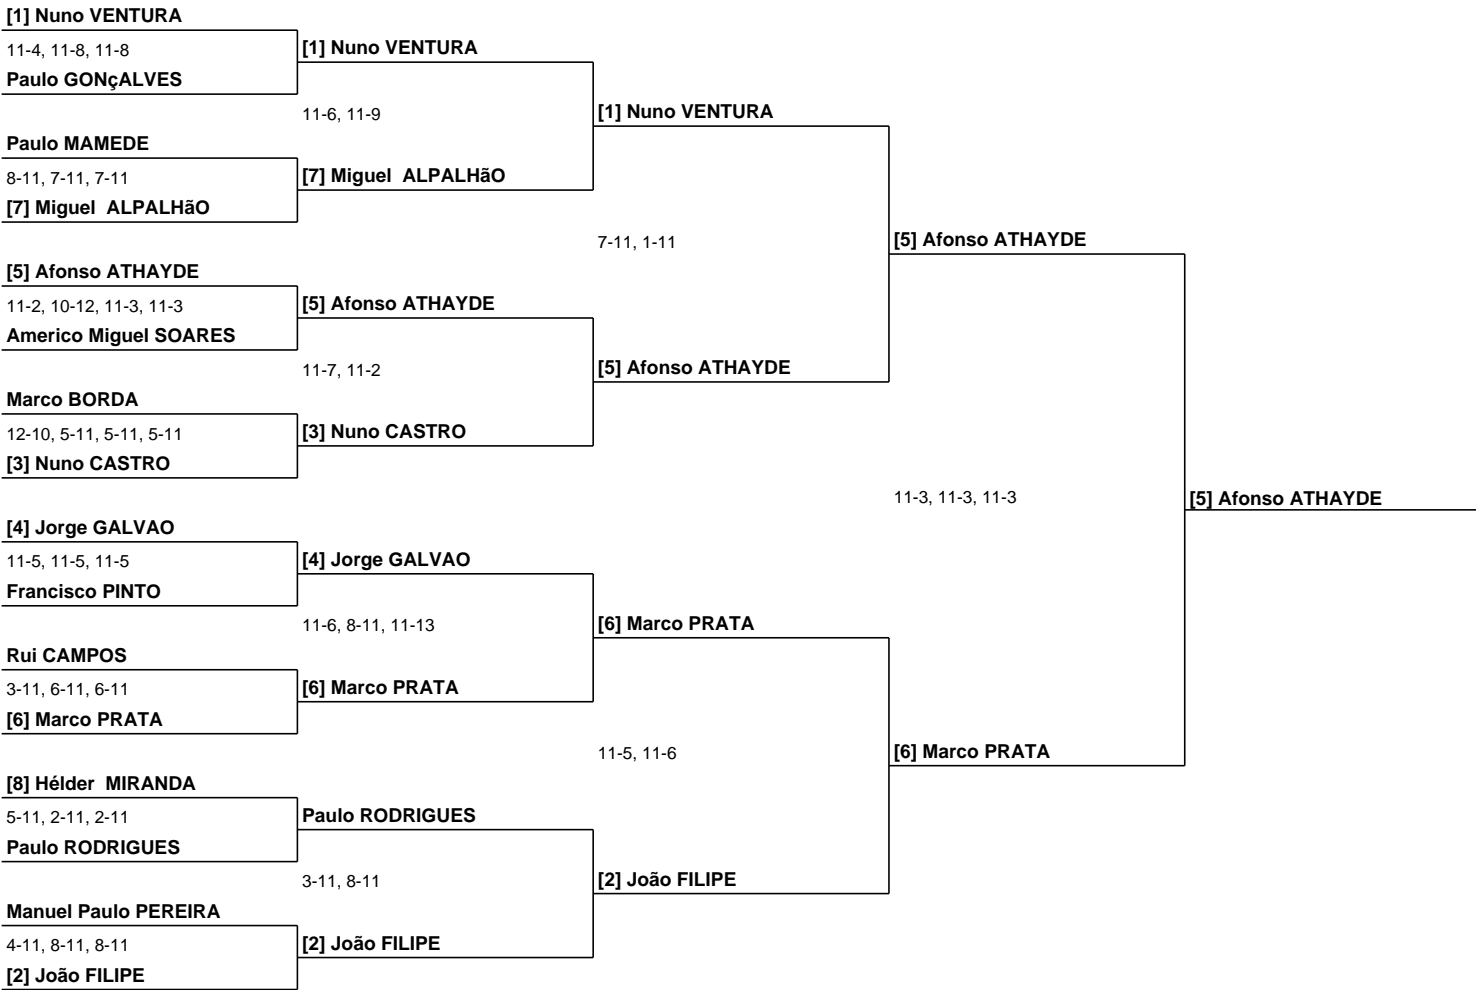 [1] Nuno VENTURA
11-4, 11-8, 11-8
[1] Nuno VENTURA
Paulo GONçALVES
11-6, 11-9
[1] Nuno VENTURA
Paulo MAMEDE
8-11, 7-11, 7-11
[7] Miguel  ALPALHãO
[7] Miguel  ALPALHãO
7-11, 1-11
[5] Afonso ATHAYDE
[5] Afonso ATHAYDE
11-2, 10-12, 11-3, 11-3
[5] Afonso ATHAYDE
Americo Miguel SOARES
11-7, 11-2
[5] Afonso ATHAYDE
Marco BORDA
12-10, 5-11, 5-11, 5-11
[3] Nuno CASTRO
[3] Nuno CASTRO
11-3, 11-3, 11-3
[5] Afonso ATHAYDE
[4] Jorge GALVAO
11-5, 11-5, 11-5
[4] Jorge GALVAO
Francisco PINTO
11-6, 8-11, 11-13
[6] Marco PRATA
Rui CAMPOS
3-11, 6-11, 6-11
[6] Marco PRATA
[6] Marco PRATA
11-5, 11-6
[6] Marco PRATA
[8] Hélder  MIRANDA
5-11, 2-11, 2-11
Paulo RODRIGUES
Paulo RODRIGUES
3-11, 8-11
[2] João FILIPE
Manuel Paulo PEREIRA
4-11, 8-11, 8-11
[2] João FILIPE
[2] João FILIPE